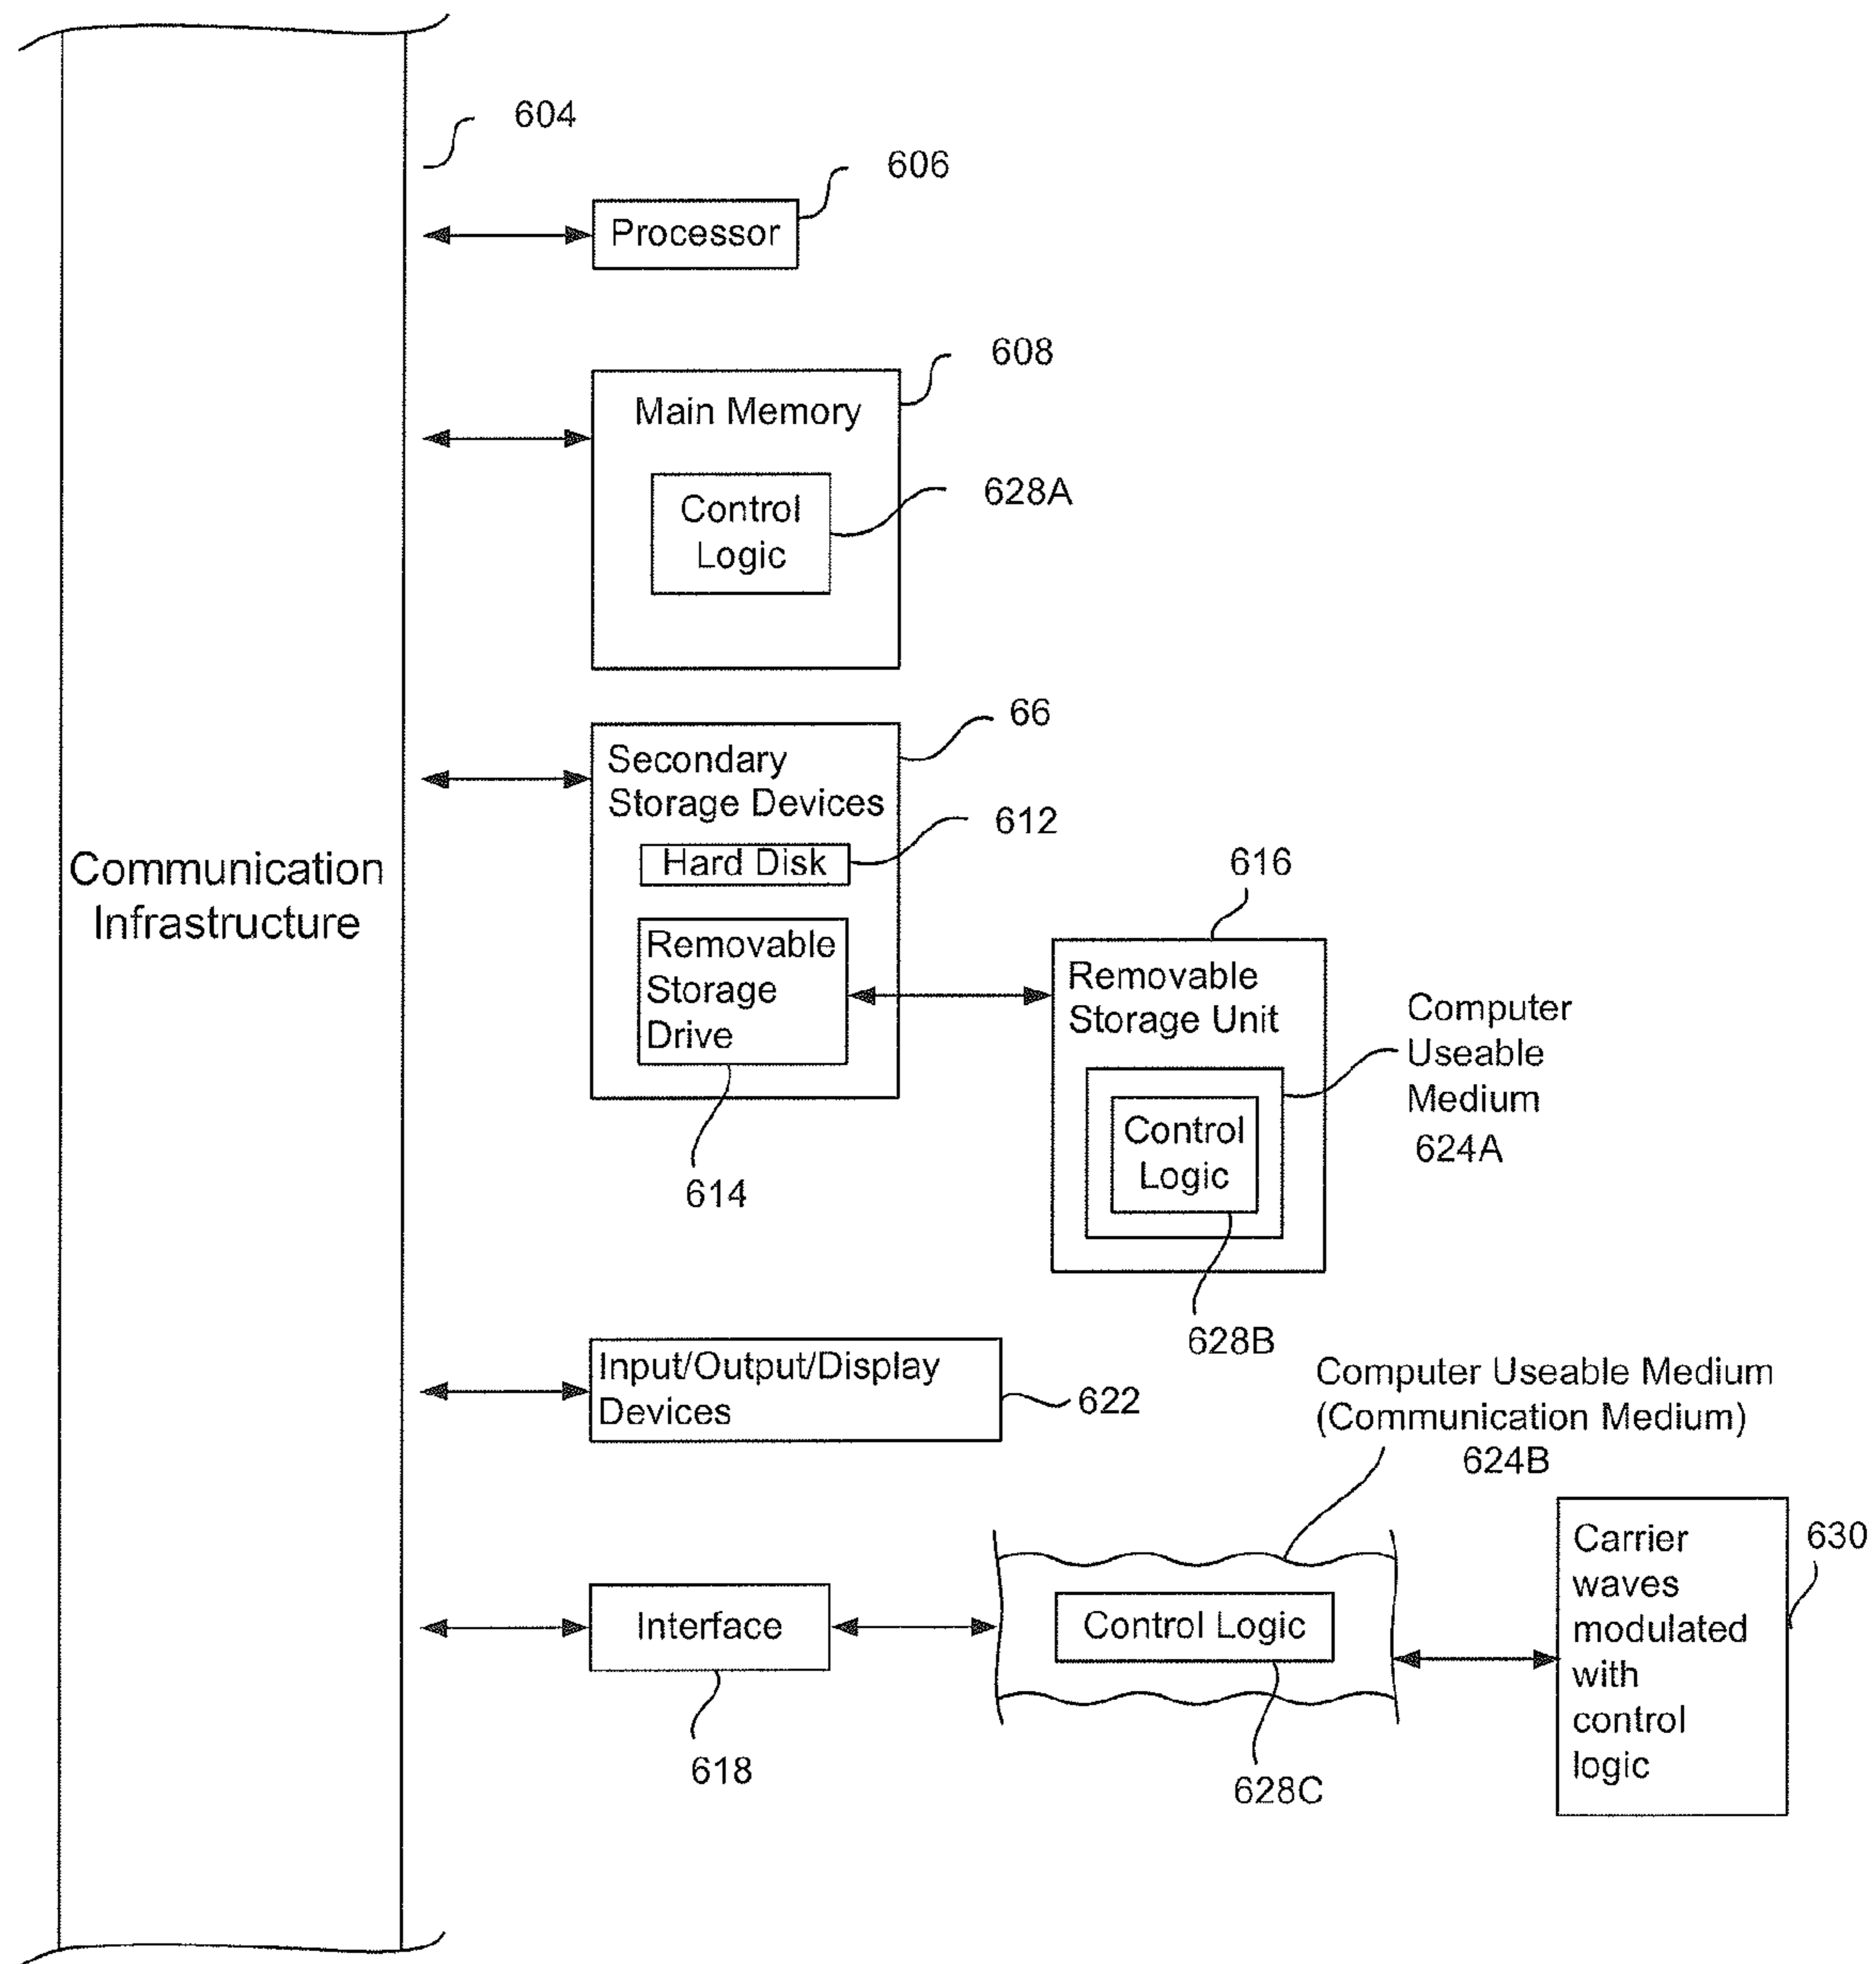 604
606
Processor
608
Main Memory
628A
Control
Logic
66
Secondary
Storage Devices
612
Hard Disk
Communication
Infrastructure
616
Removable
Storage
Drive
614
Removable
Storage Unit
Computer
Useable
Medium
624A
Control
Logic
628B
Input/Output/Display
Devices
622
Computer Useable Medium
(Communication Medium)
624B
Interface
618
Control Logic
628C
Carrier
waves
modulated
with
control
logic
630